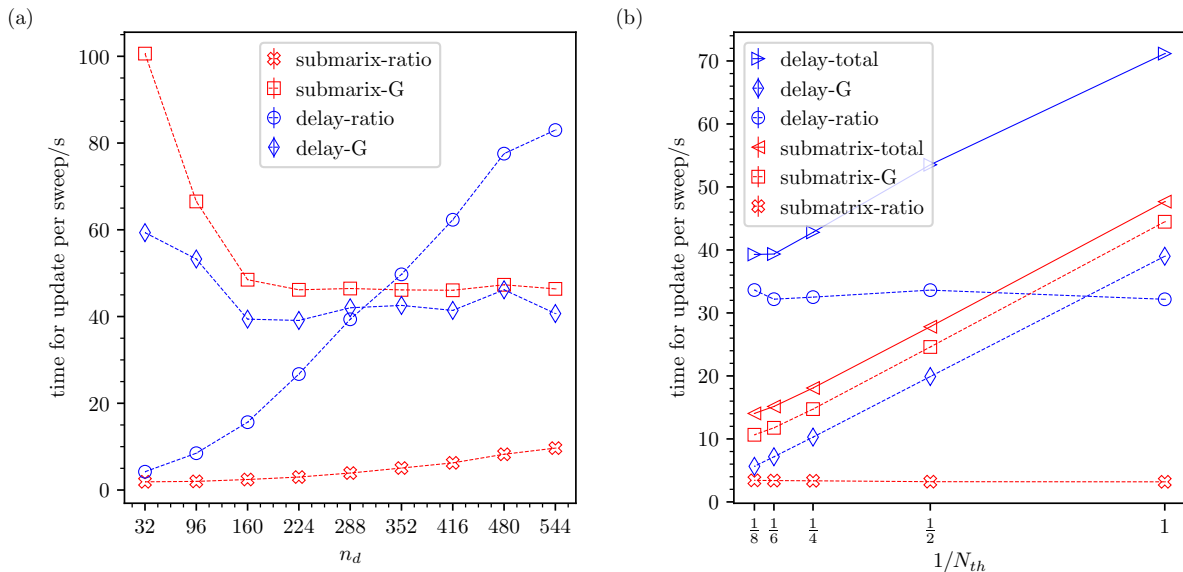 (a)
time for update per sweep/s
100
80
60
40
20
0
submarix-ratio
submarix-G
delay-ratio
delay-G
32 96 160 224 288 352 416 480 544
n_d
(b)
time for update per sweep/s
70
60
50
40
30
20
10
0
delay-total
delay-G
delay-ratio
submatrix-total
submatrix-G
submatrix-ratio
1/8 1/6 1/4 1/2 1
1/N_{th}